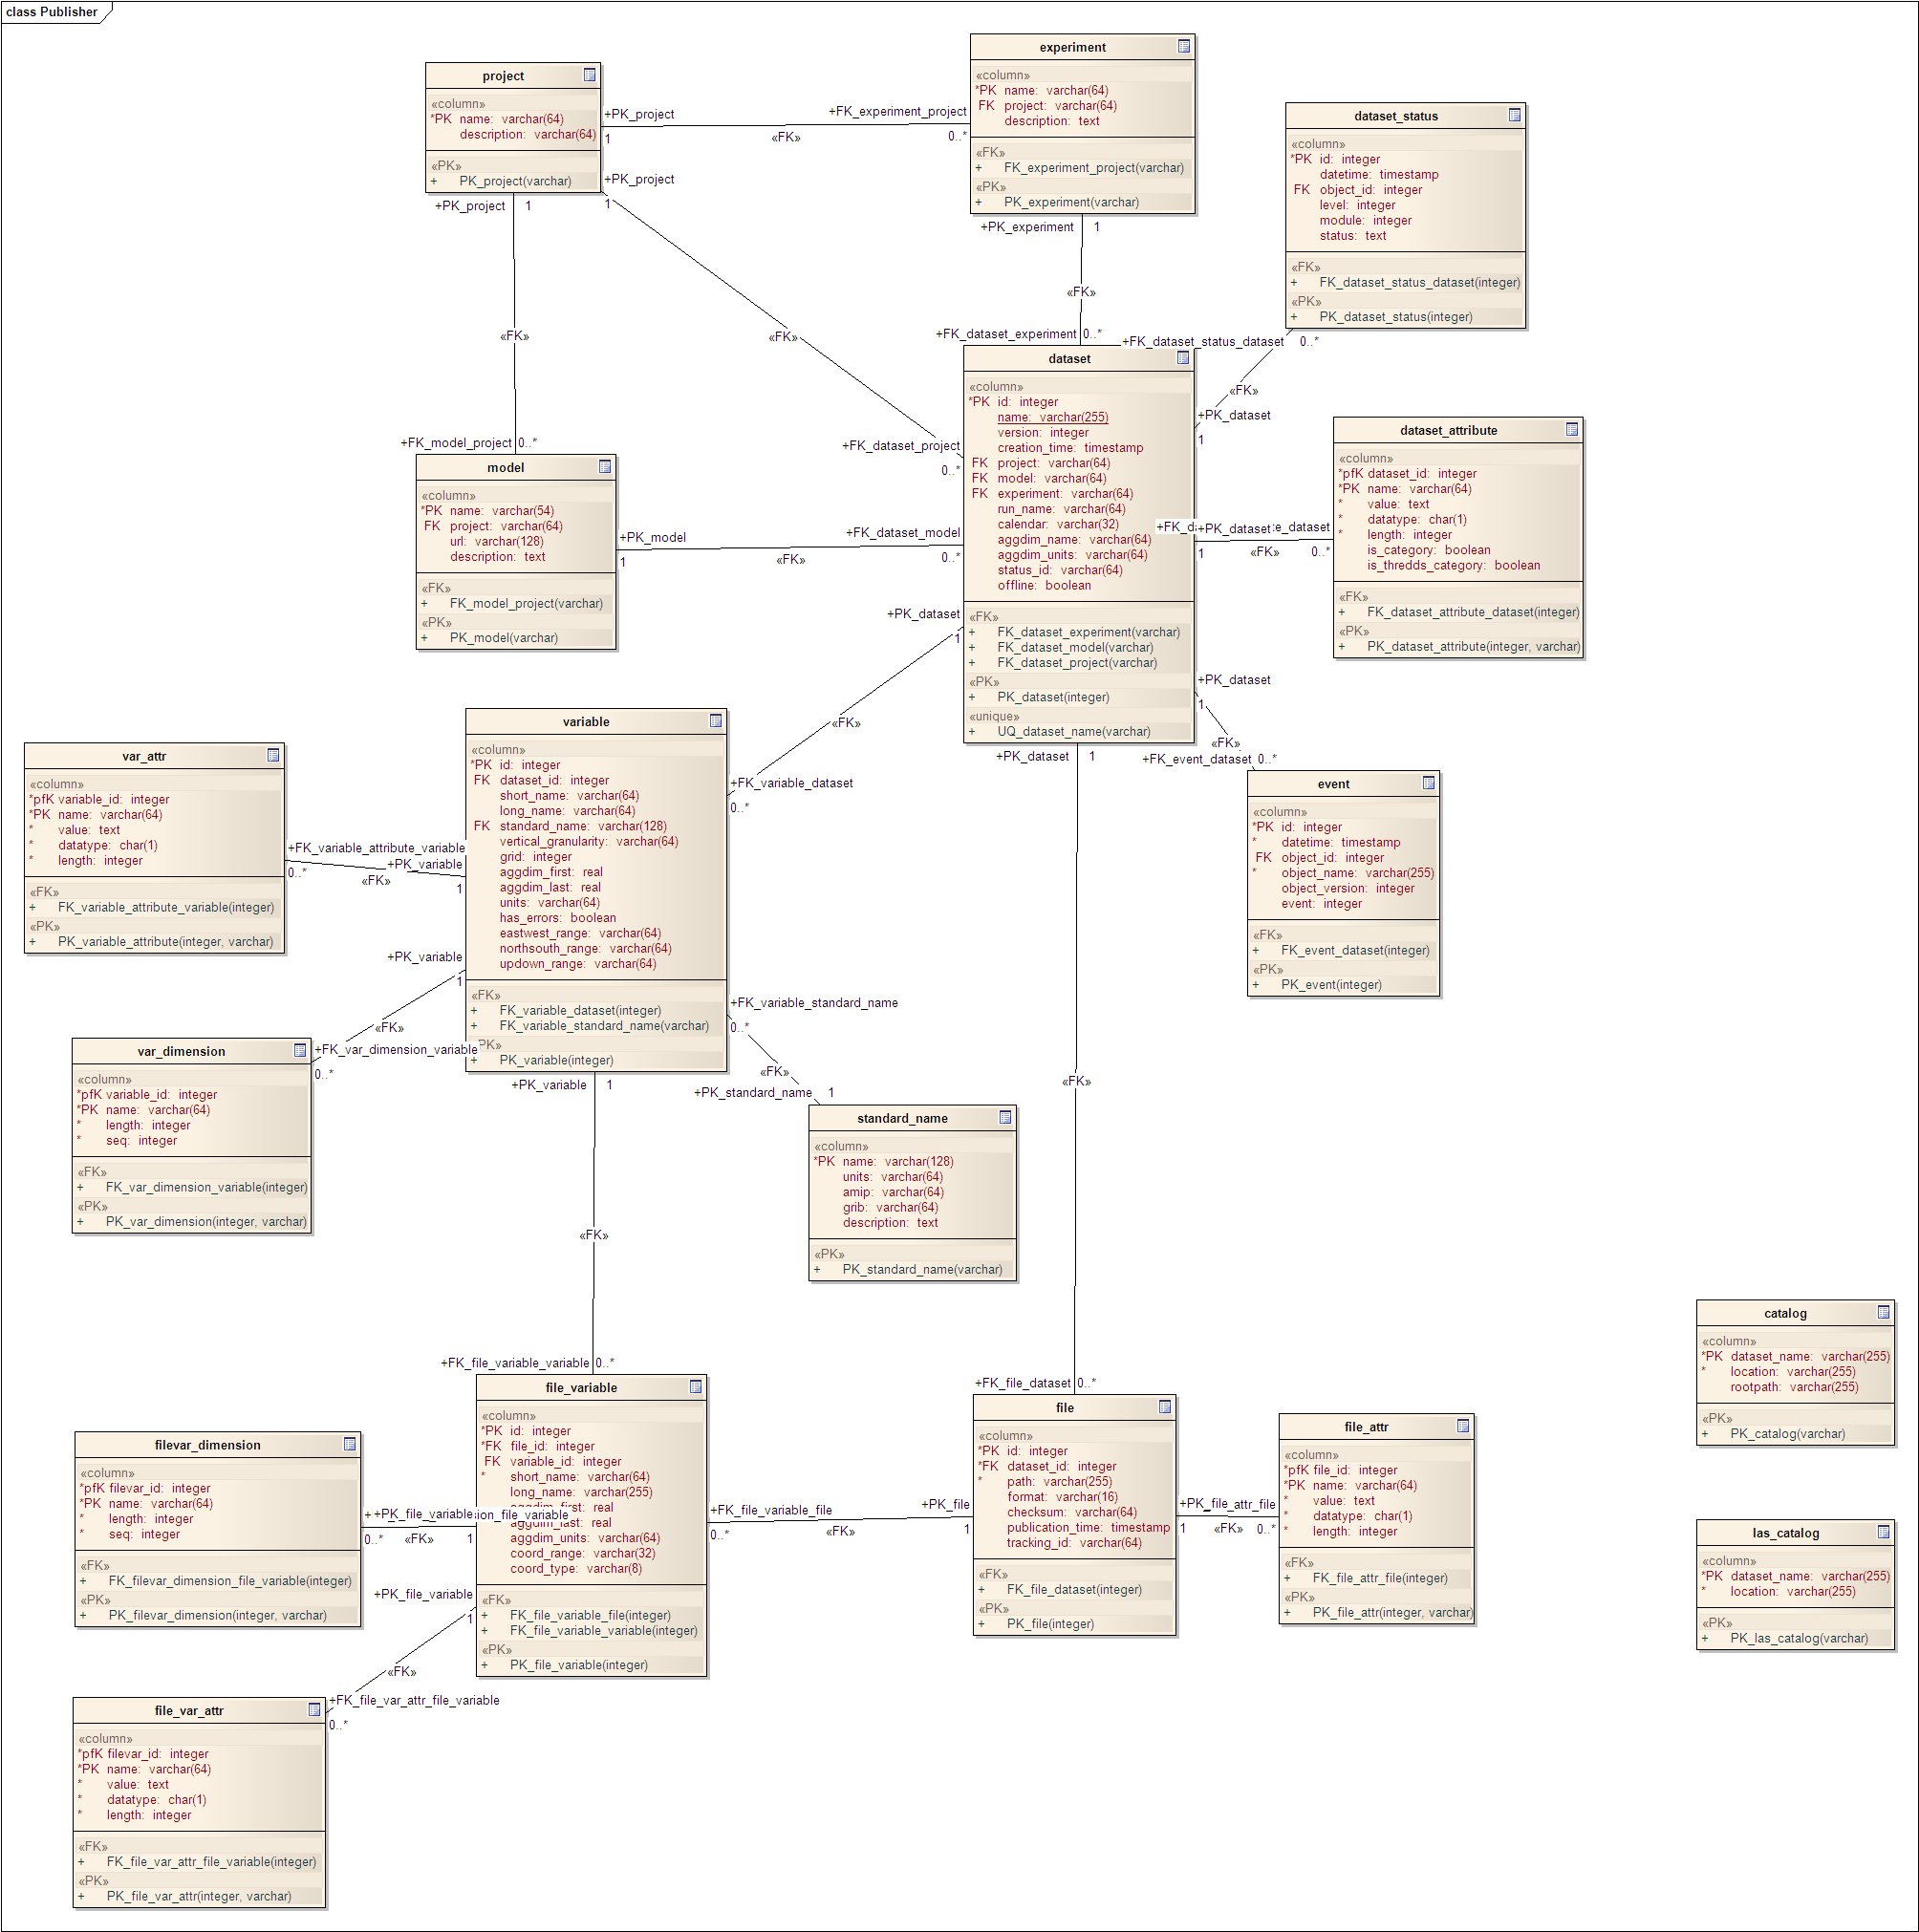 class Publisher
project
«column»
*PK name: varchar(64)
description: varchar(64)
«PK»
+ PK_project(varchar)
+PK_project
1
+FK_experiment_project
0..*
«FK»
+PK_project
1
+PK_project 1
experiment
«column»
*PK name: varchar(64)
FK project: varchar(64)
description: text
«FK»
+ FK_experiment_project(varchar)
«PK»
+ PK_experiment(varchar)
+PK_experiment 1
«FK»
+FK_dataset_experiment 0..*
dataset_status
«column»
*PK id: integer
datetime: timestamp
FK object_id: integer
level: integer
module: integer
status: text
«FK»
+ FK_dataset_status_dataset(integer)
«PK»
+ PK_dataset_status(integer)
+FK_dataset_status_dataset 0..*
«FK»
+PK_dataset
1
«FK»
«FK»
+FK_model_project 0..*
+FK_dataset_project
0..*
dataset
«column»
*PK id: integer
name: varchar(255)
version: integer
creation_time: timestamp
FK project: varchar(64)
FK model: varchar(64)
FK experiment: varchar(64)
run_name: varchar(64)
calendar: varchar(32)
aggdim_name: varchar(64)
aggdim_units: varchar(64)
status_id: varchar(64)
offline: boolean
«FK»
+ FK_dataset_experiment(varchar)
+ FK_dataset_model(varchar)
+ FK_dataset_project(varchar)
«PK»
+ PK_dataset(integer)
«unique»
+ UQ_dataset_name(varchar)
dataset_attribute
«column»
*pfK dataset_id: integer
*PK name: varchar(64)
* value: text
* datatype: char(1)
* length: integer
is_category: boolean
is_thredds_category: boolean
«FK»
+ FK_dataset_attribute_dataset(integer)
«PK»
+ PK_dataset_attribute(integer, varchar)
+PK_dataset
1
«FK»
0..*
model
«column»
*PK name: varchar(54)
FK project: varchar(64)
url: varchar(128)
description: text
«FK»
+ FK_model_project(varchar)
«PK»
+ PK_model(varchar)
+PK_model
1
«FK»
+FK_dataset_model
0..*
+PK_dataset
1
«FK»
+FK_variable_dataset
0..*
+PK_dataset
1
«FK»
+FK_event_dataset 0..*
+PK_dataset 1
variable
«column»
*PK id: integer
FK dataset_id: integer
short_name: varchar(64)
long_name: varchar(64)
FK standard_name: varchar(128)
vertical_granularity: varchar(64)
grid: integer
aggdim_first: real
aggdim_last: real
units: varchar(64)
has_errors: boolean
eastwest_range: varchar(64)
northsouth_range: varchar(64)
updown_range: varchar(64)
«FK»
+ FK_variable_dataset(integer)
+ FK_variable_standard_name(varchar)
«PK»
+ PK_variable(integer)
var_attr
«column»
*pfK variable_id: integer
*PK name: varchar(64)
* value: text
* datatype: char(1)
* length: integer
«FK»
+ FK_variable_attribute_variable(integer)
«PK»
+ PK_variable_attribute(integer, varchar)
+FK_variable_attribute_variable
0..*
+PK_variable
«FK»
1
event
«column»
*PK id: integer
* datetime: timestamp
FK object_id: integer
* object_name: varchar(255)
object_version: integer
event: integer
«FK»
+ FK_event_dataset(integer)
«PK»
+ PK_event(integer)
+PK_variable
1
«FK»
+FK_var_dimension_variable
0..*
var_dimension
«column»
*pfK variable_id: integer
*PK name: varchar(64)
* length: integer
* seq: integer
«FK»
+ FK_var_dimension_variable(integer)
«PK»
+ PK_var_dimension(integer, varchar)
+FK_variable_standard_name
0..*
«FK»
+PK_standard_name 1
standard_name
«column»
*PK name: varchar(128)
units: varchar(64)
amip: varchar(64)
grib: varchar(64)
description: text
«PK»
+ PK_standard_name(varchar)
+PK_variable 1
«FK»
+FK_file_variable_variable 0..*
«FK»
+FK_file_dataset 0..*
catalog
«column»
*PK dataset_name: varchar(255)
* location: varchar(255)
rootpath: varchar(255)
«PK»
+ PK_catalog(varchar)
file_variable
«column»
*PK id: integer
*FK file_id: integer
FK variable_id: integer
* short_name: varchar(64)
long_name: varchar(255)
aggdim_first: real
aggdim_last: real
aggdim_units: varchar(64)
coord_range: varchar(32)
coord_type: varchar(8)
«FK»
+ FK_file_variable_file(integer)
+ FK_file_variable_variable(integer)
«PK»
+ PK_file_variable(integer)
file
«column»
*PK id: integer
*FK dataset_id: integer
* path: varchar(255)
format: varchar(16)
checksum: varchar(64)
publication_time: timestamp
tracking_id: varchar(64)
«FK»
+ FK_file_dataset(integer)
«PK»
+ PK_file(integer)
file_attr
«column»
*pfK file_id: integer
*PK name: varchar(64)
* value: text
* datatype: char(1)
* length: integer
«FK»
+ FK_file_attr_file(integer)
«PK»
+ PK_file_attr(integer, varchar)
+FK_file_variable_file
0..*
«FK»
+PK_file
1
+PK_file_attr_file
1 «FK» 0..*
filevar_dimension
«column»
*pfK filevar_id: integer
*PK name: varchar(64)
* length: integer
* seq: integer
«FK»
+ FK_filevar_dimension_file_variable(integer)
«PK»
+ PK_filevar_dimension(integer, varchar)
+PK_file_variable
0..* «FK» 1
las_catalog
«column»
*PK dataset_name: varchar(255)
* location: varchar(255)
«PK»
+ PK_las_catalog(varchar)
+PK_file_variable
1
«FK»
+FK_file_var_attr_file_variable
0..*
file_var_attr
«column»
*pfK filevar_id: integer
*PK name: varchar(64)
* value: text
* datatype: char(1)
* length: integer
«FK»
+ FK_file_var_attr_file_variable(integer)
«PK»
+ PK_file_var_attr(integer, varchar)